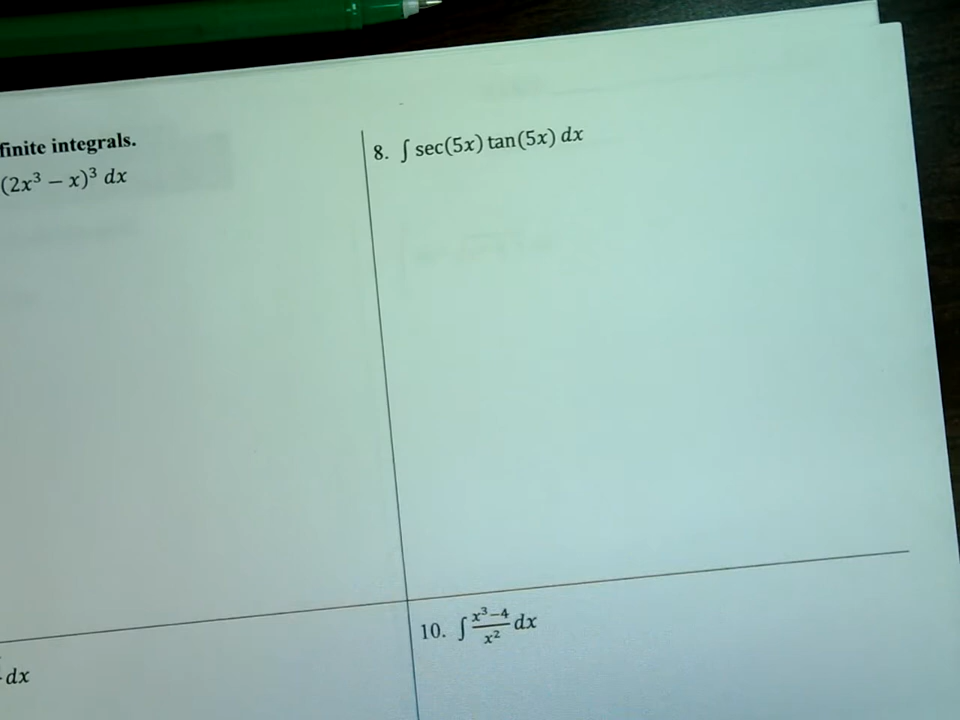 finite integrals.
(2x³ − x)³ dx
8. ∫ sec(5x) tan(5x) dx
10. ∫ (x³−4)/x² dx
dx